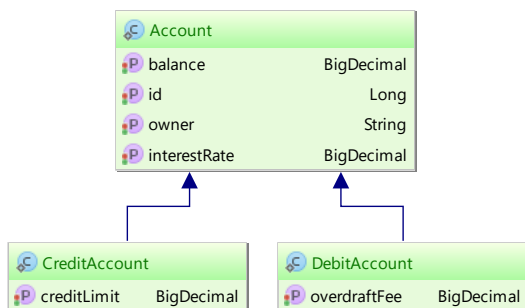 Account
balance BigDecimal
id Long
owner String
interestRate BigDecimal
CreditAccount
creditLimit BigDecimal
DebitAccount
overdraftFee BigDecimal